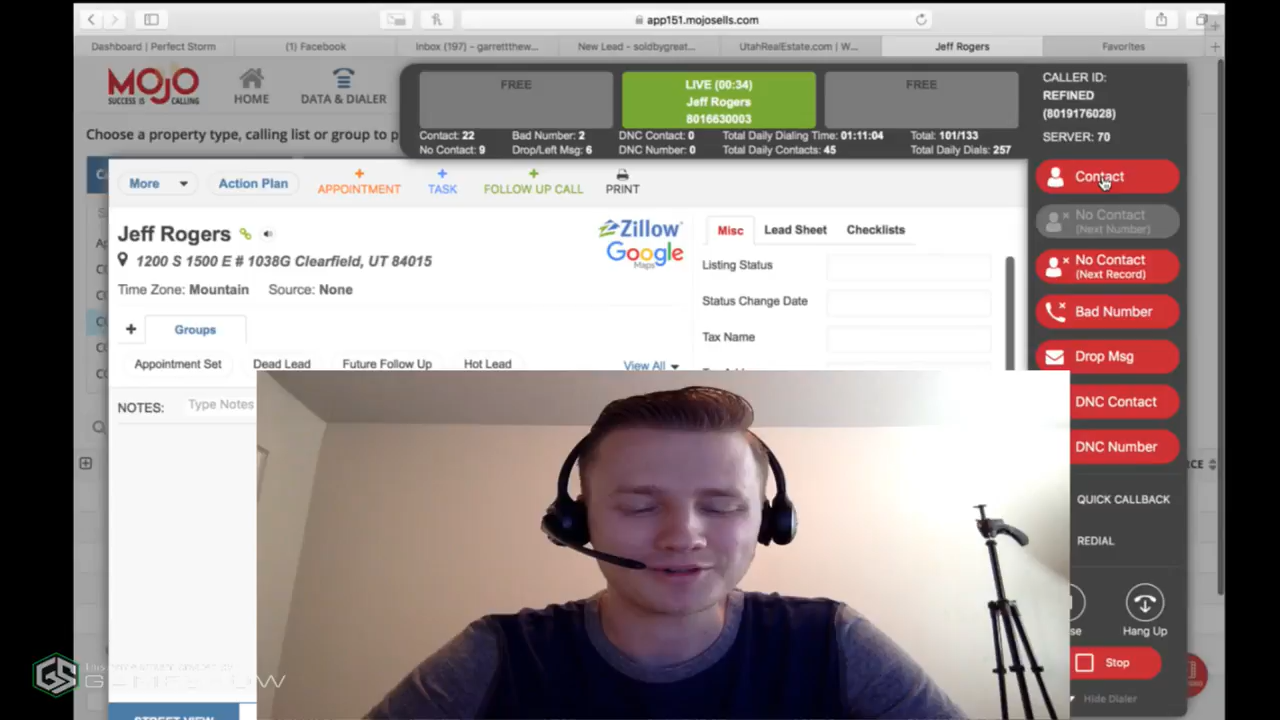 app151.mojosells.com
Dashboard | Perfect Storm
(1) Facebook
Inbox (197) - garrettthew...
New Lead - soldbygreat...
UtahRealEstate.com | W...
Jeff Rogers
Favorites
MOJO
SUCCESS IS CALLING
HOME
DATA & DIALER
Choose a property type, calling list or group to p
FREE
LIVE (00:34)
Jeff Rogers
8016630003
FREE
Contact: 22
Bad Number: 2
DNC Contact: 0
Total Daily Dialing Time: 01:11:04
Total: 101/133
No Contact: 9
Drop/Left Msg: 6
DNC Number: 0
Total Daily Contacts: 45
Total Daily Dials: 257
CALLER ID:
REFINED
(8019176028)
SERVER: 70
Contact
No Contact
(Next Number)
No Contact
(Next Record)
Bad Number
Drop Msg
DNC Contact
DNC Number
QUICK CALLBACK
REDIAL
se
Hang Up
Stop
Hide Dialer
More
Action Plan
APPOINTMENT
TASK
FOLLOW UP CALL
PRINT
Jeff Rogers
1200 S 1500 E # 1038G Clearfield, UT 84015
Time Zone: Mountain
Source: None
Zillow
Google
Maps
Misc
Lead Sheet
Checklists
Listing Status
Status Change Date
Tax Name
Groups
Appointment Set
Dead Lead
Future Follow Up
Hot Lead
View All
NOTES:
Type Notes
RCE
STREET VIEW
GS